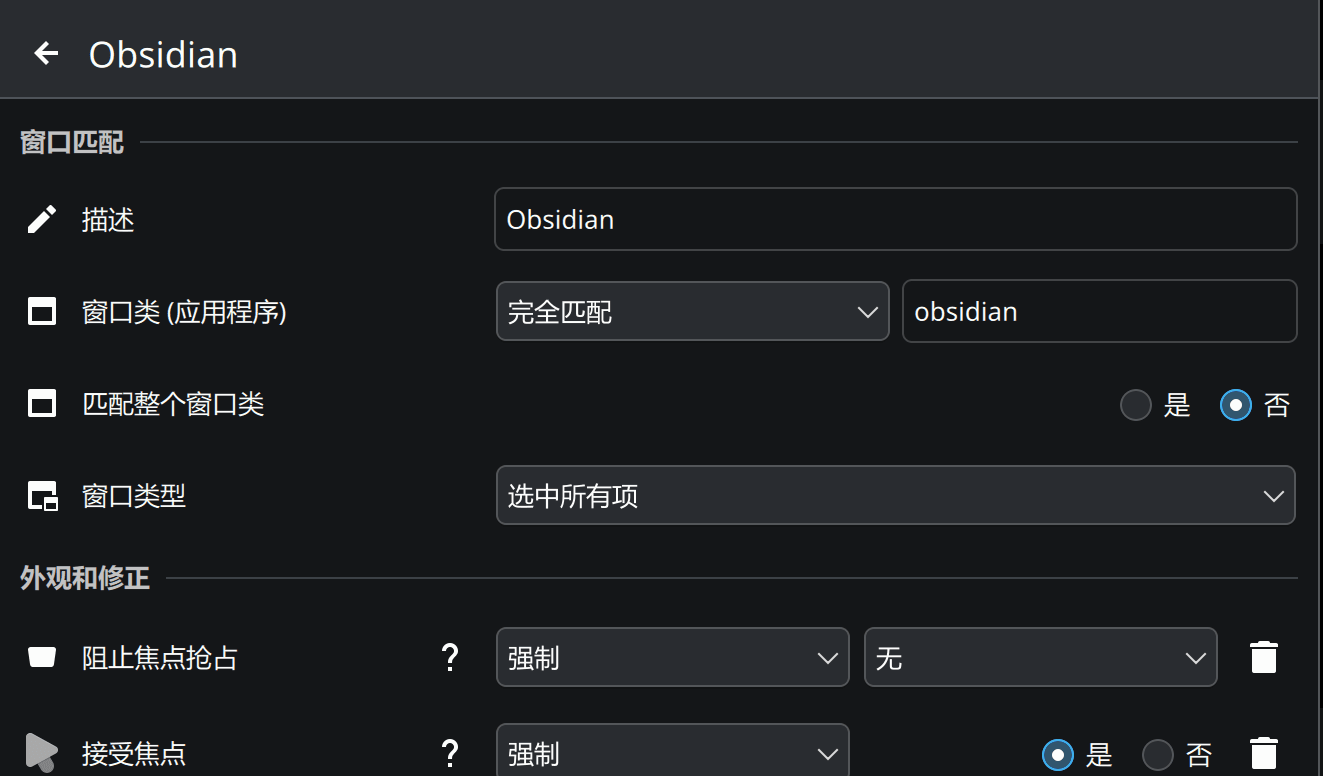 Obsidian
窗口匹配
描述 Obsidian
窗口类 (应用程序) 完全匹配 obsidian
匹配整个窗口类 是 否
窗口类型 选中所有项
外观和修正
阻止焦点抢占 ? 强制 无
接受焦点 ? 强制 是 否